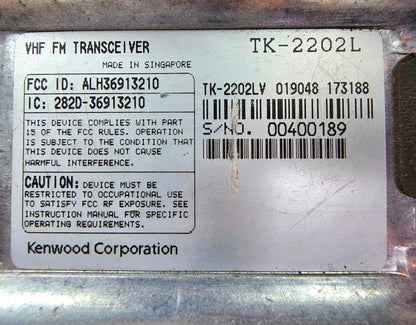 VHF FM TRANSCEIVER
TK-2202L
MADE IN SINGAPORE
FCC ID: ALH36913210
IC: 282D-36913210
THIS DEVICE COMPLIES WITH PART
15 OF THE FCC RULES. OPERATION
IS SUBJECT TO THE CONDITION THAT
THIS DEVICE DOES NOT CAUSE
HARMFUL INTERFERENCE.
TK-2202LV 019048 173188
S/NO. 00400189
CAUTION: DEVICE MUST BE
RESTRICTED TO OCCUPATIONAL USE
TO SATISFY FCC RF EXPOSURE. SEE
INSTRUCTION MANUAL FOR PROPER
OPERATING REQUIREMENTS.
Kenwood Corporation